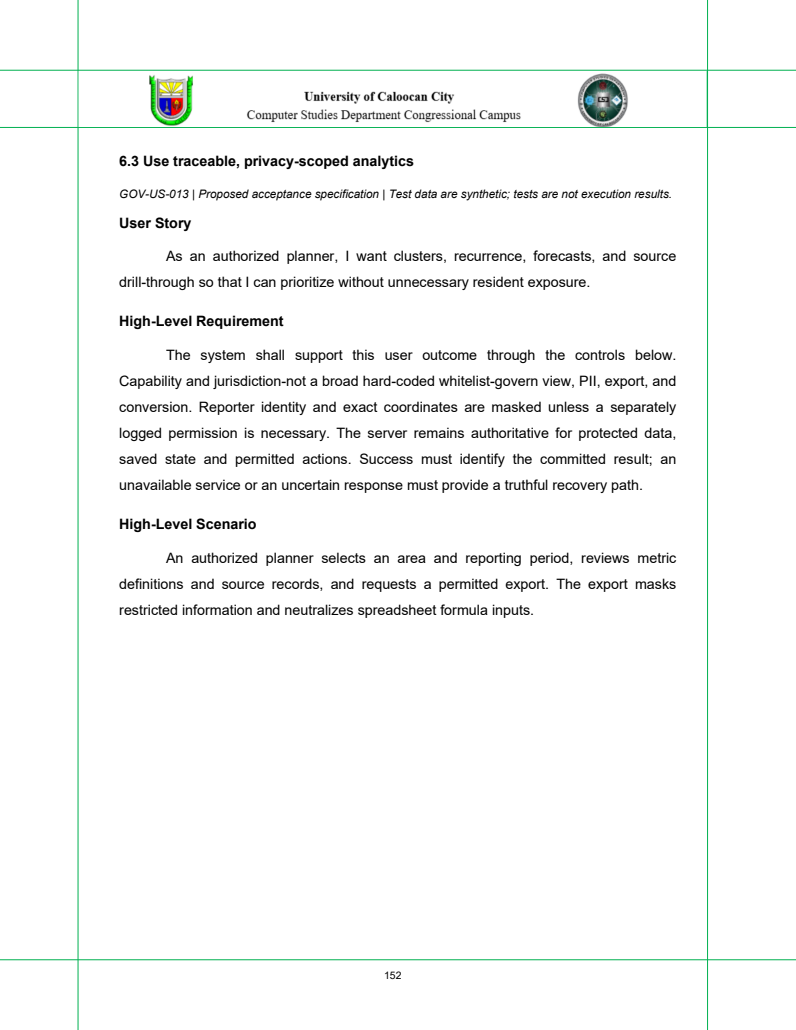 University of Caloocan City
Computer Studies Department Congressional Campus
6.3 Use traceable, privacy-scoped analytics
GOV-US-013 | Proposed acceptance specification | Test data are synthetic; tests are not execution results.
User Story
As an authorized planner, I want clusters, recurrence, forecasts, and source
drill-through so that I can prioritize without unnecessary resident exposure.
High-Level Requirement
The system shall support this user outcome through the controls below.
Capability and jurisdiction-not a broad hard-coded whitelist-govern view, PII, export, and
conversion. Reporter identity and exact coordinates are masked unless a separately
logged permission is necessary. The server remains authoritative for protected data,
saved state and permitted actions. Success must identify the committed result; an
unavailable service or an uncertain response must provide a truthful recovery path.
High-Level Scenario
An authorized planner selects an area and reporting period, reviews metric
definitions and source records, and requests a permitted export. The export masks
restricted information and neutralizes spreadsheet formula inputs.
152